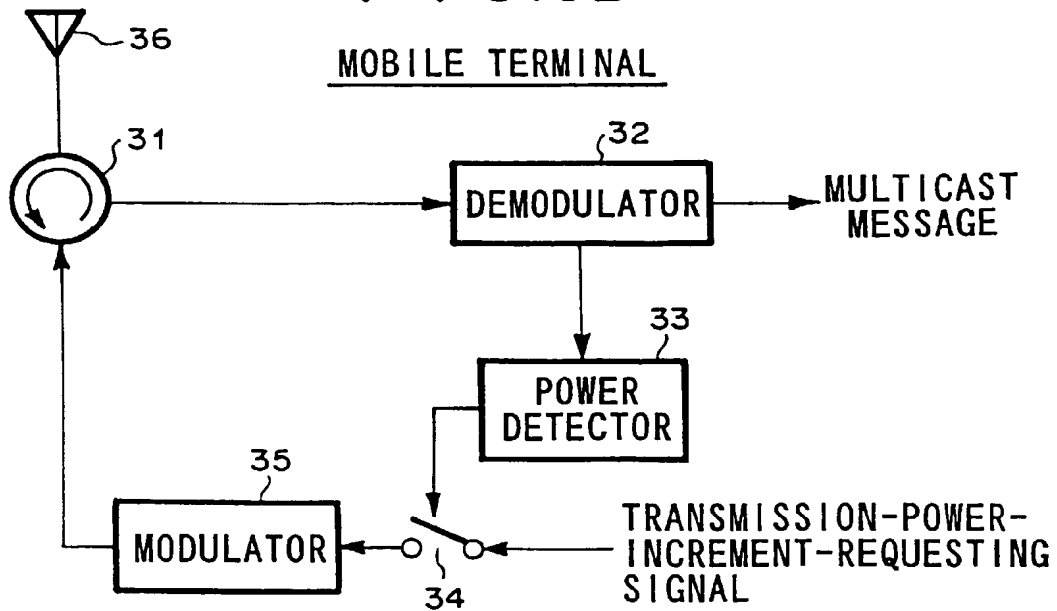 36
MOBILE TERMINAL
31
32
DEMODULATOR
MULTICAST
MESSAGE
33
POWER
DETECTOR
35
MODULATOR
34
TRANSMISSION-POWER-
INCREMENT-REQUESTING
SIGNAL